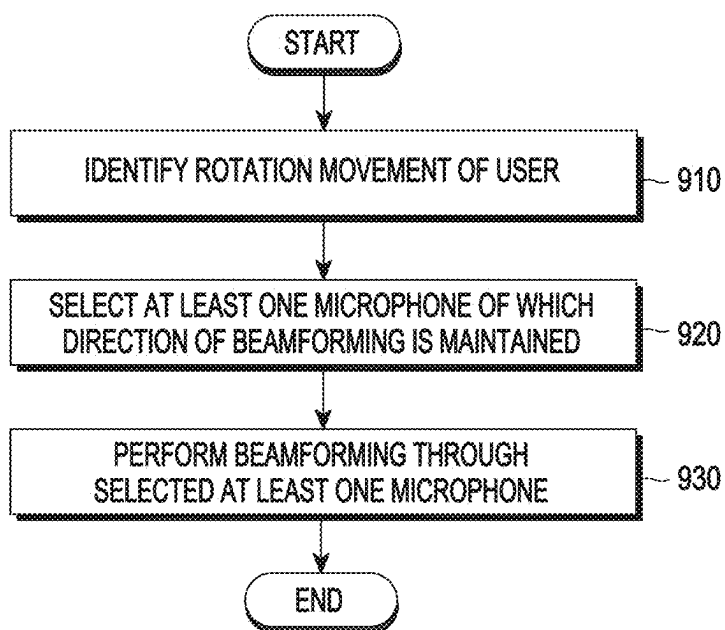 START
IDENTIFY ROTATION MOVEMENT OF USER
910
SELECT AT LEAST ONE MICROPHONE OF WHICH
DIRECTION OF BEAMFORMING IS MAINTAINED
920
PERFORM BEAMFORMING THROUGH
SELECTED AT LEAST ONE MICROPHONE
930
END